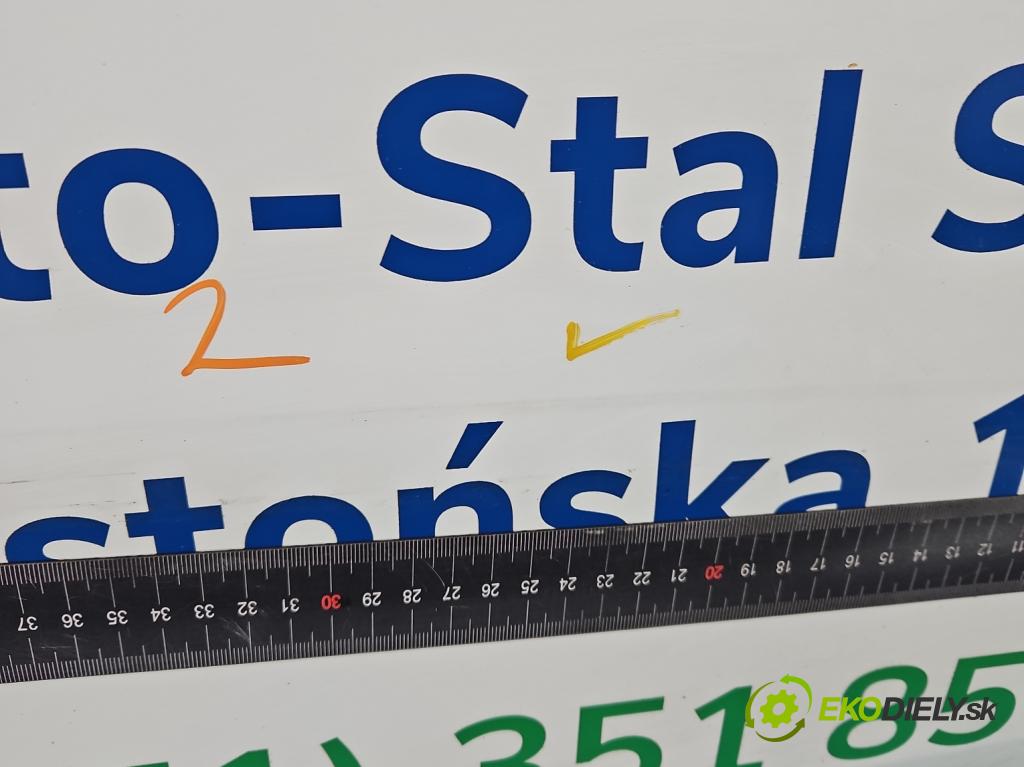 to-Stal S
2
stońska 1
37 36 35 34 33 32 31 30 29 28 27 26 25 24 23 22 21 20 19 18 17 16 15 14 13 12 11
1) 351 85
EKODIELY.sk